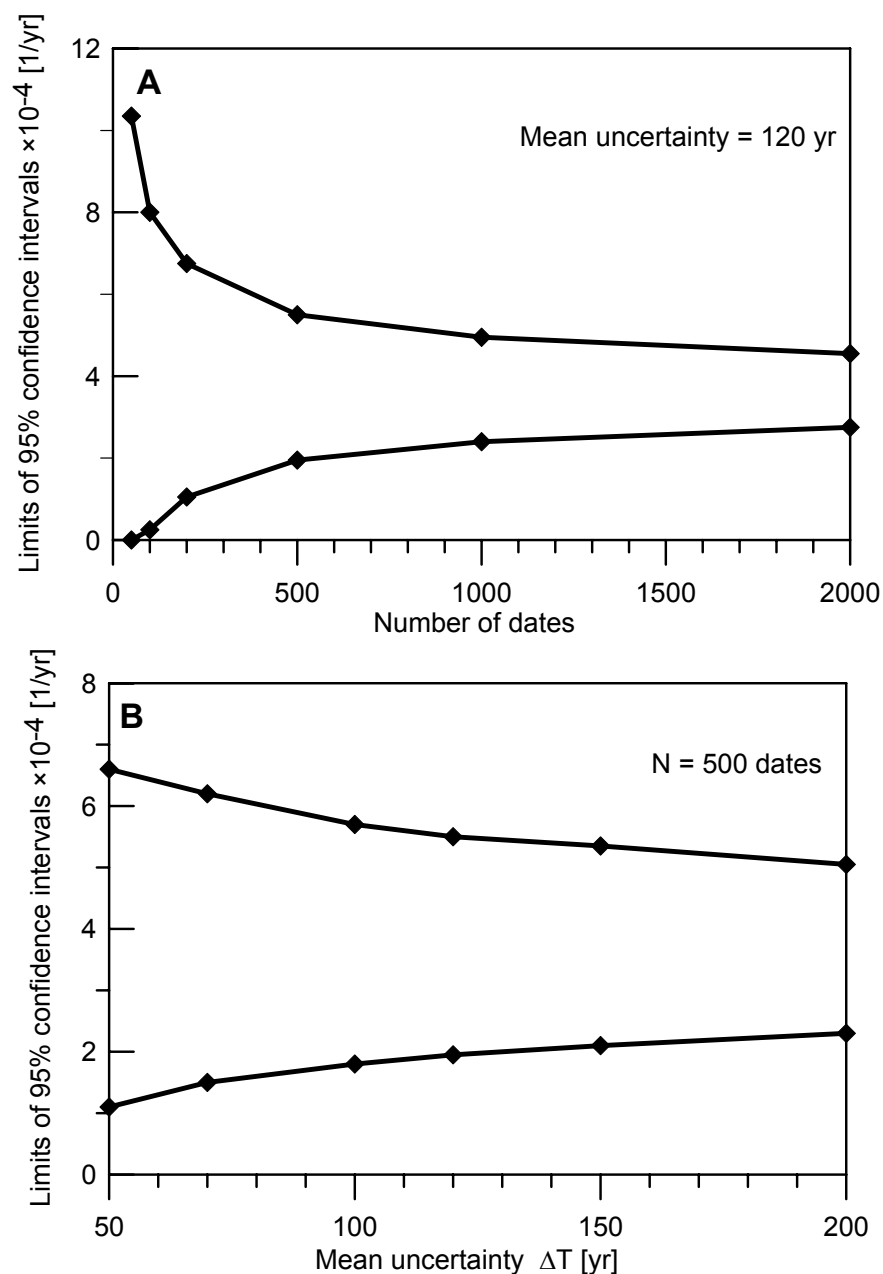 Limits of 95% confidence intervals ×10-4 [1/yr]
12
8
4
0
A
Mean uncertainty = 120 yr
0 500 1000 1500 2000
Number of dates
Limits of 95% confidence intervals ×10-4 [1/yr]
8
6
4
2
0
B
N = 500 dates
50 100 150 200
Mean uncertainty ΔT [yr]